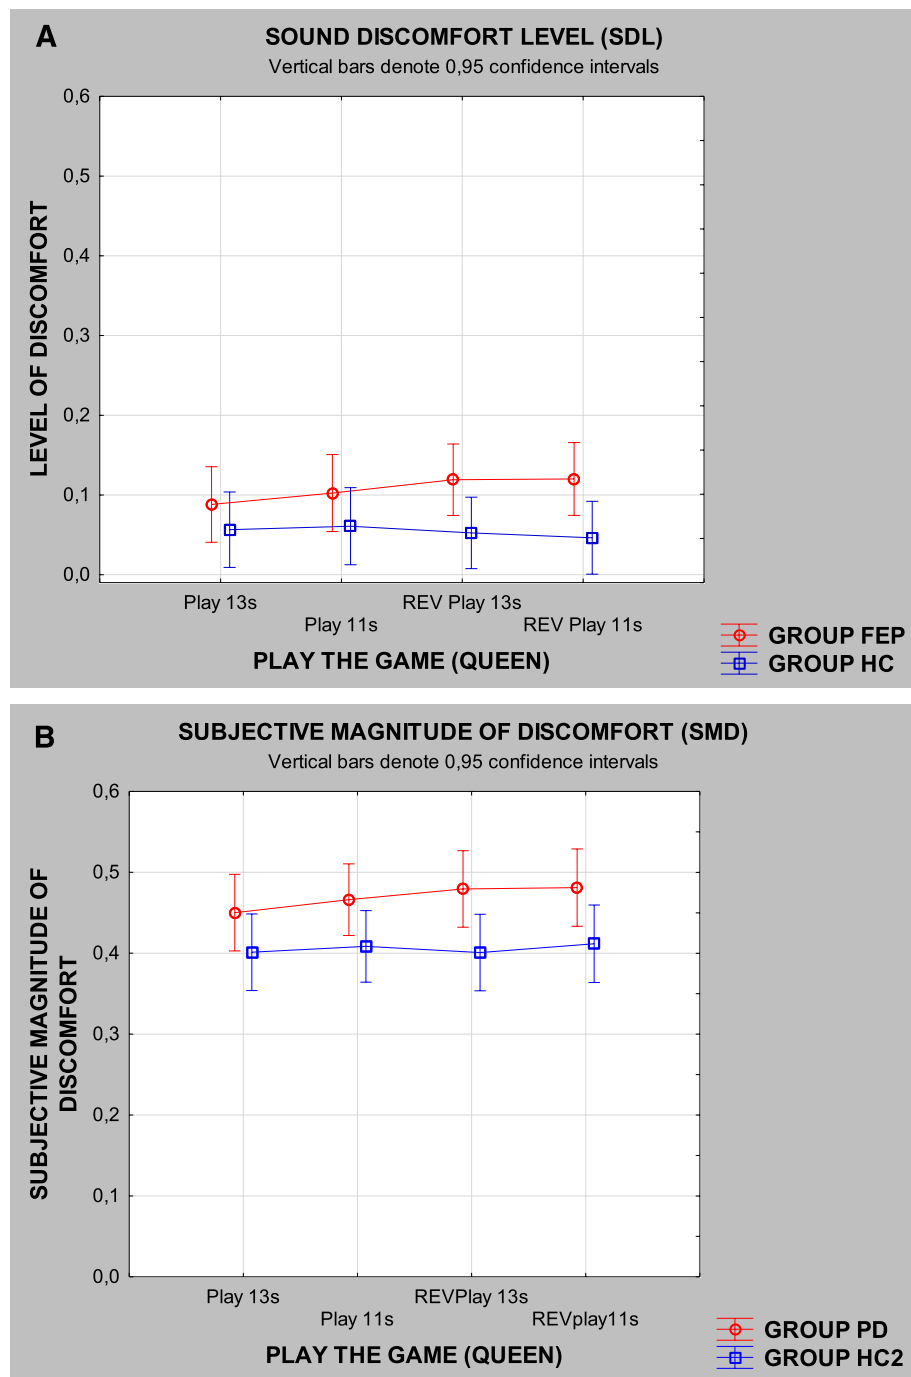 A
SOUND DISCOMFORT LEVEL (SDL)
Vertical bars denote 0,95 confidence intervals
0,6
0,5
0,4
0,3
0,2
0,1
0,0
LEVEL OF DISCOMFORT
Play 13s
Play 11s
REV Play 13s
REV Play 11s
PLAY THE GAME (QUEEN)
GROUP FEP
GROUP HC
B
SUBJECTIVE MAGNITUDE OF DISCOMFORT (SMD)
Vertical bars denote 0,95 confidence intervals
0,6
0,5
0,4
0,3
0,2
0,1
0,0
SUBJECTIVE MAGNITUDE OF
DISCOMFORT
Play 13s
Play 11s
REVPlay 13s
REVplay11s
PLAY THE GAME (QUEEN)
GROUP PD
GROUP HC2